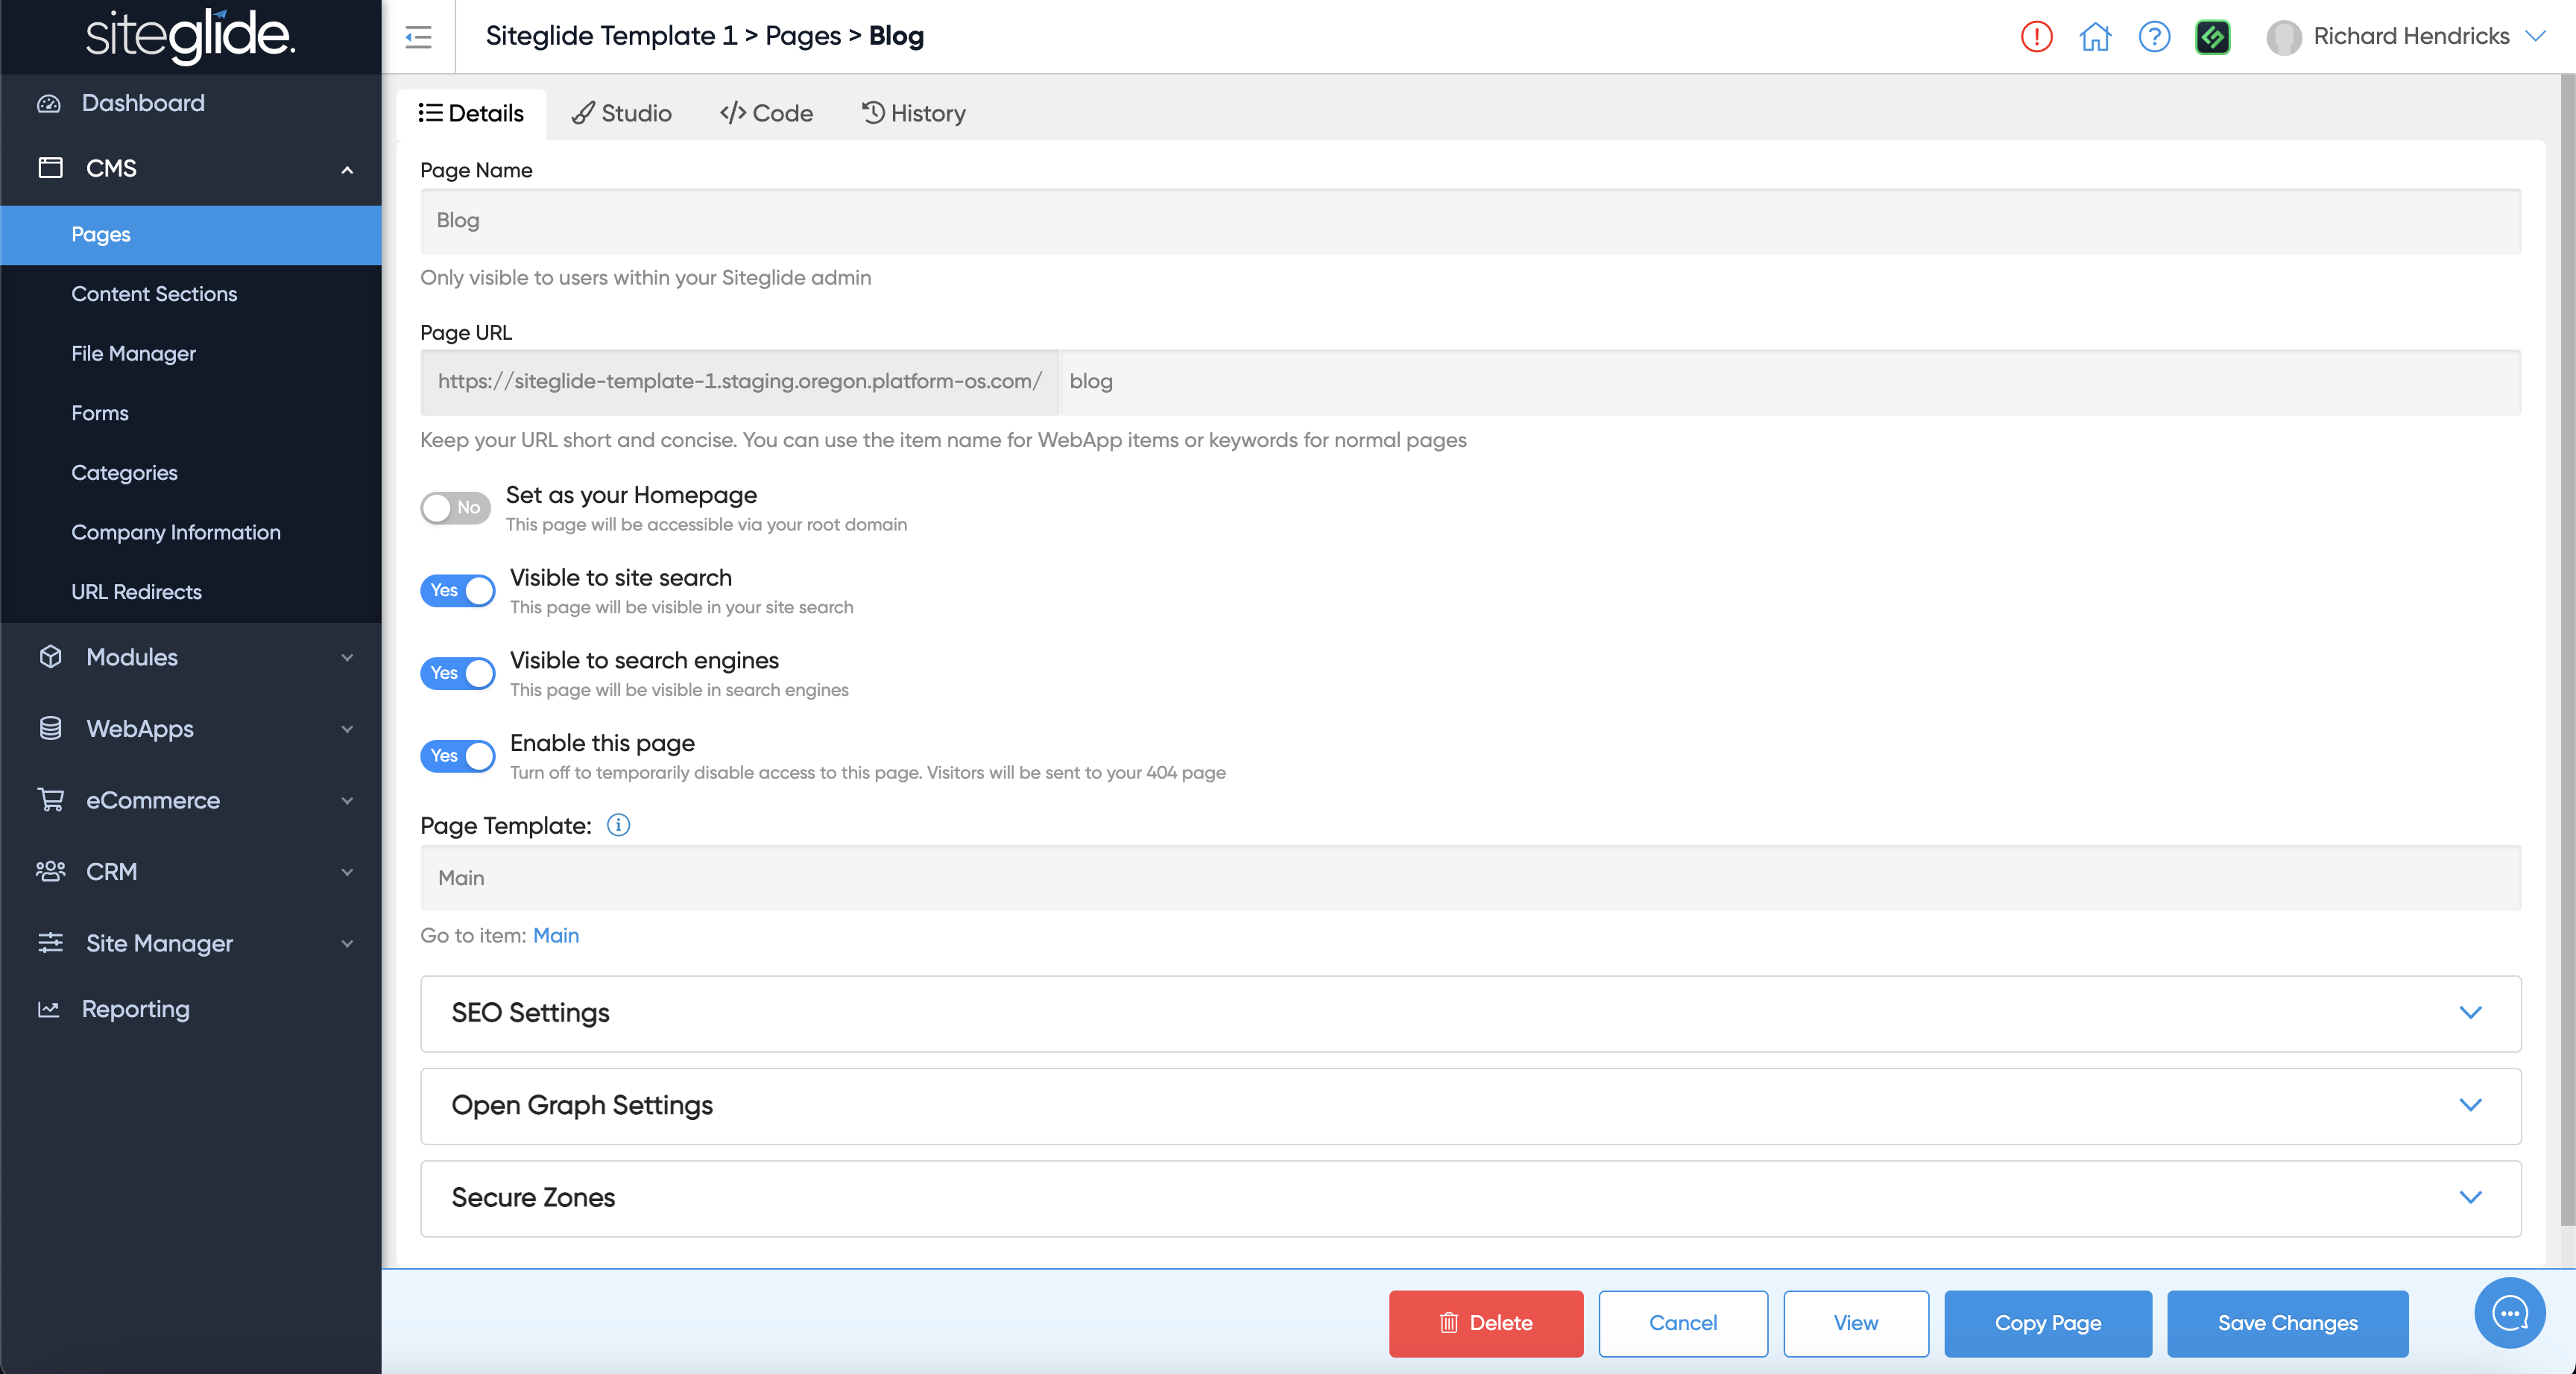 siteglide.
Siteglide Template 1 > Pages > Blog
Richard Hendricks
Dashboard
CMS
Pages
Content Sections
File Manager
Forms
Categories
Company Information
URL Redirects
Modules
WebApps
eCommerce
CRM
Site Manager
Reporting
Details
Studio
Code
History
Page Name
Blog
Only visible to users within your Siteglide admin
Page URL
https://siteglide-template-1.staging.oregon.platform-os.com/ blog
Keep your URL short and concise. You can use the item name for WebApp items or keywords for normal pages
No
Set as your Homepage
This page will be accessible via your root domain
Yes
Visible to site search
This page will be visible in your site search
Yes
Visible to search engines
This page will be visible in search engines
Yes
Enable this page
Turn off to temporarily disable access to this page. Visitors will be sent to your 404 page
Page Template:
Main
Go to item: Main
SEO Settings
Open Graph Settings
Secure Zones
Delete
Cancel
View
Copy Page
Save Changes